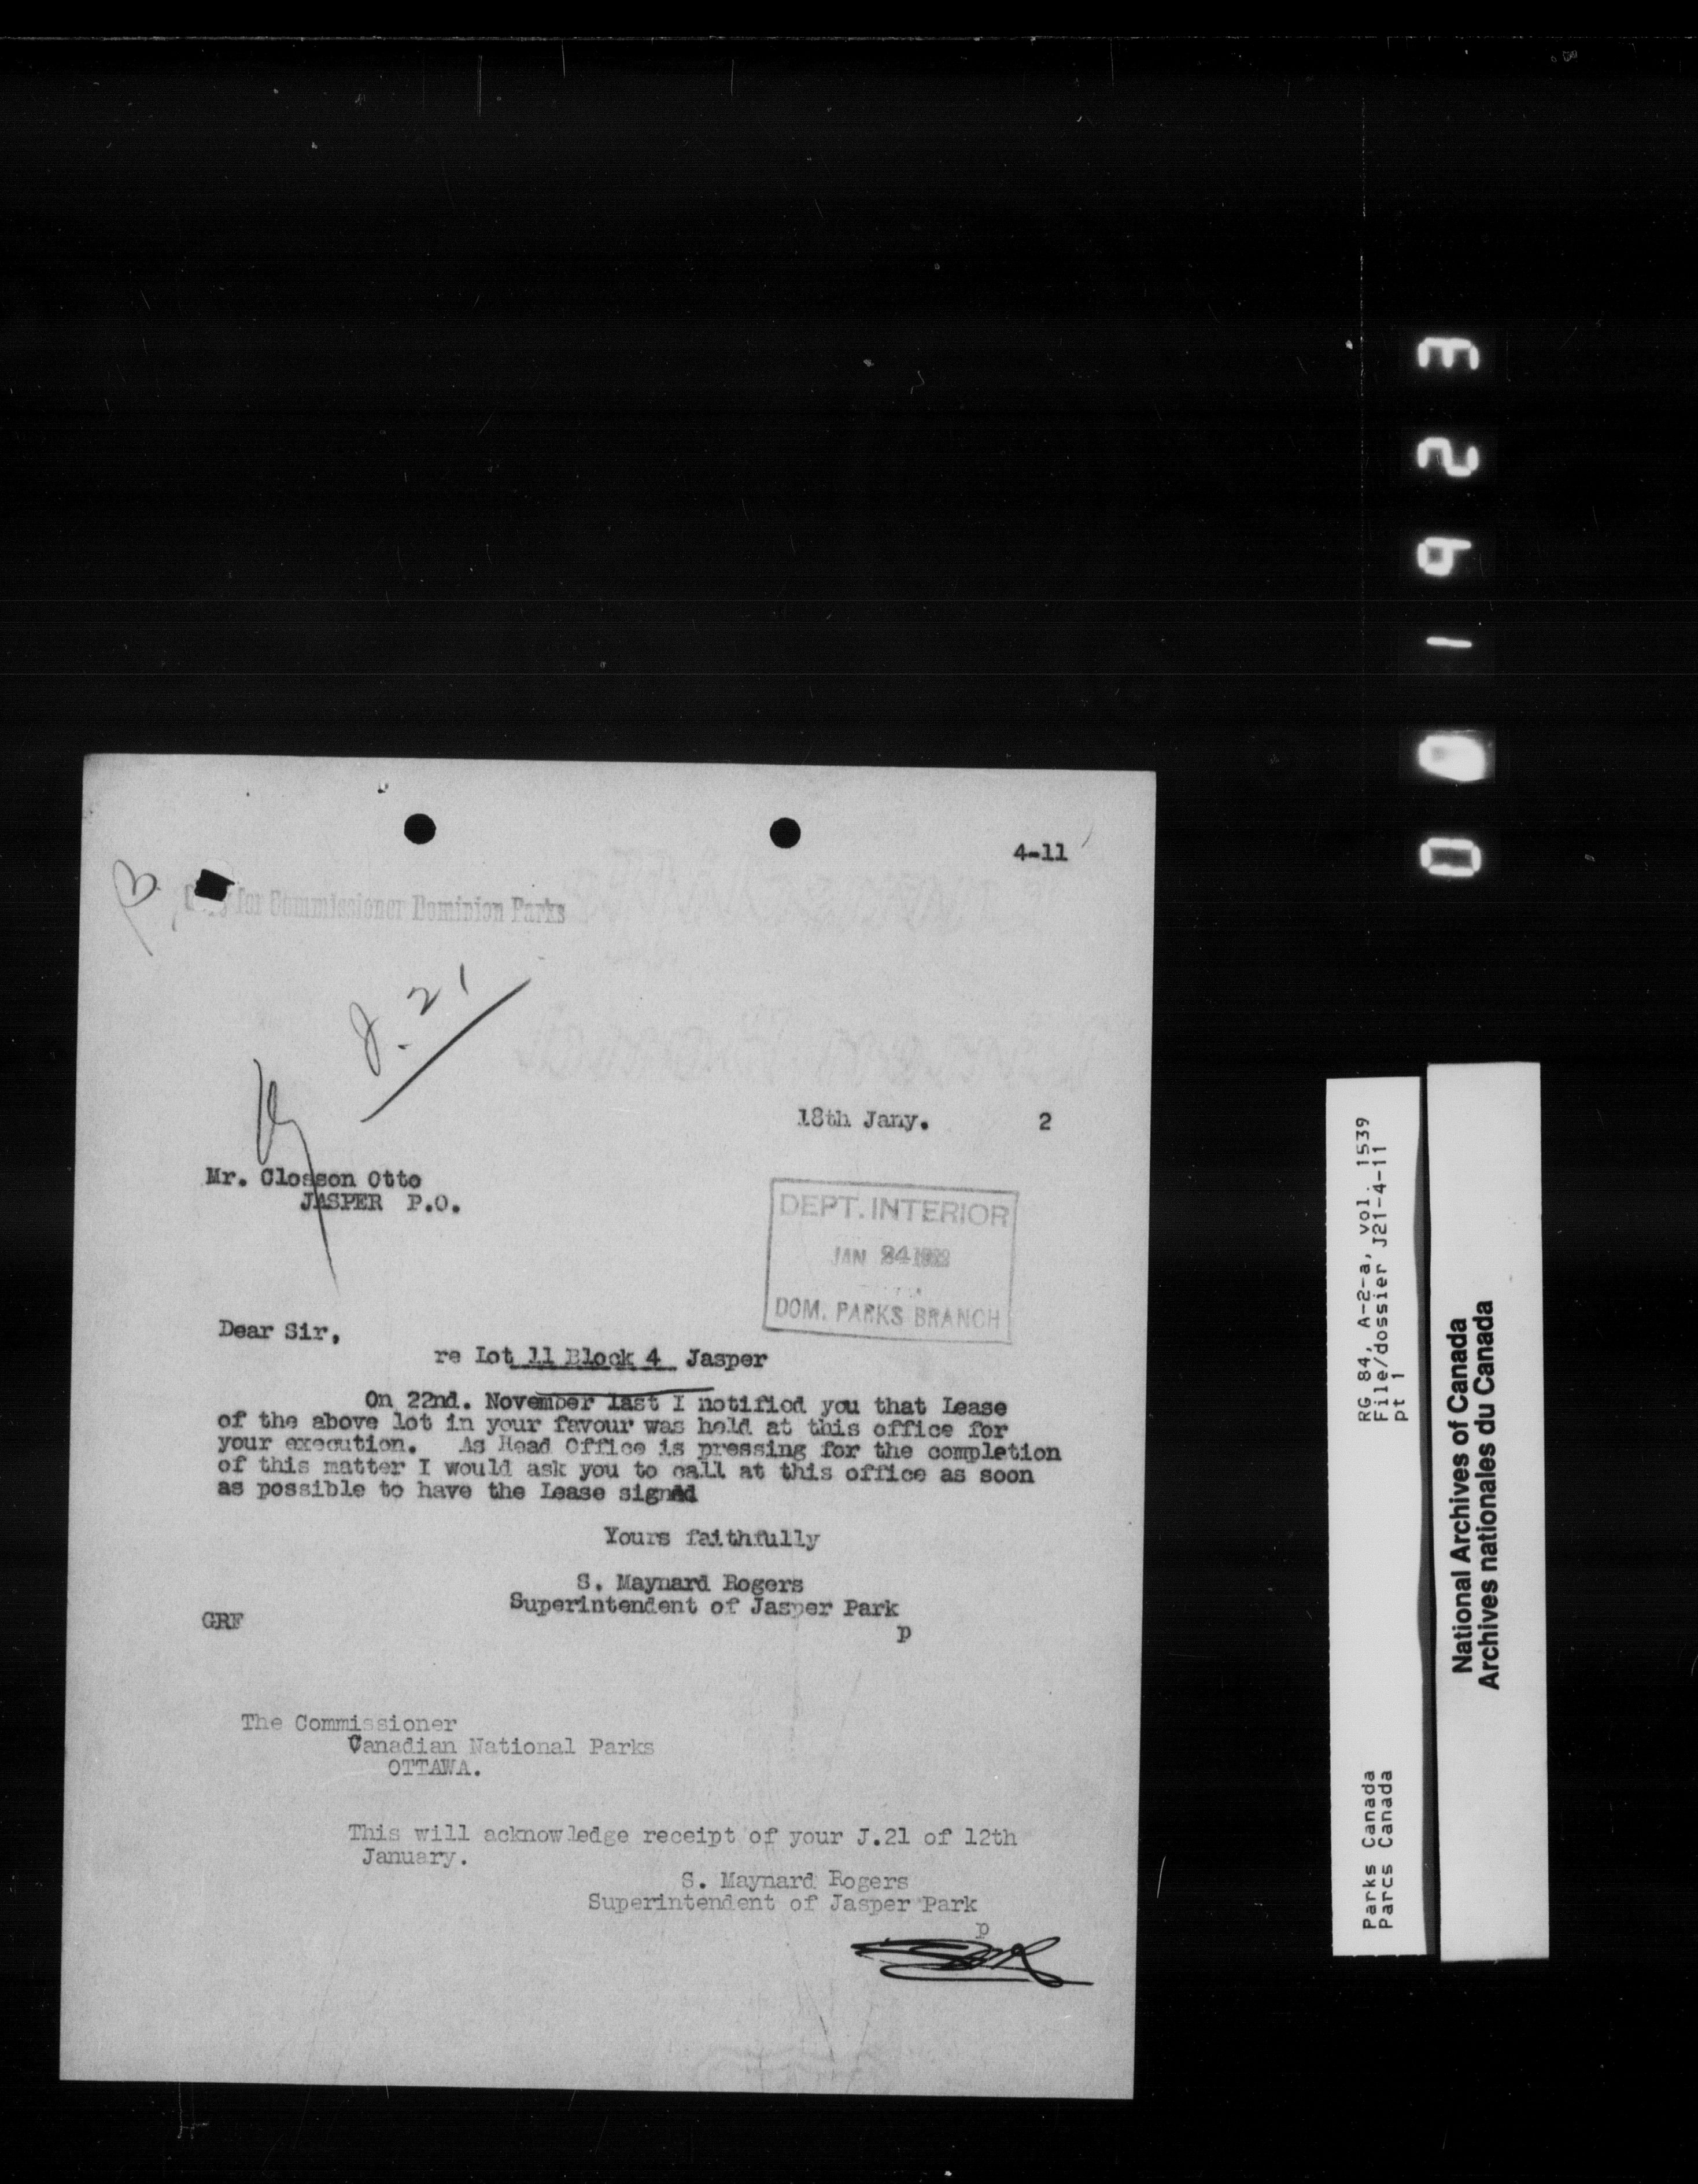 4-11
for Commissioner Dominion Parks
J. 21
18th Jany. 2
Mr. Closson Otto
JASPER P.O.
DEPT. INTERIOR
JAN 24 1922
DOM. PARKS BRANCH
Dear Sir,
re Lot 11 Block 4 Jasper
On 22nd. November last I notified you that Lease
of the above lot in your favour was held at this office for
your execution. As Head Office is pressing for the completion
of this matter I would ask you to call at this office as soon
as possible to have the Lease signed
Yours faithfully
S. Maynard Rogers
Superintendent of Jasper Park
GRF
p
The Commissioner
Canadian National Parks
OTTAWA.
This will acknowledge receipt of your J.21 of 12th
January.
S. Maynard Rogers
Superintendent of Jasper Park
p
001923
RG 84, A-2-a, vol. 1539
File/dossier J21-4-11
pt 1
Parks Canada
Parcs Canada
National Archives of Canada
Archives nationales du Canada